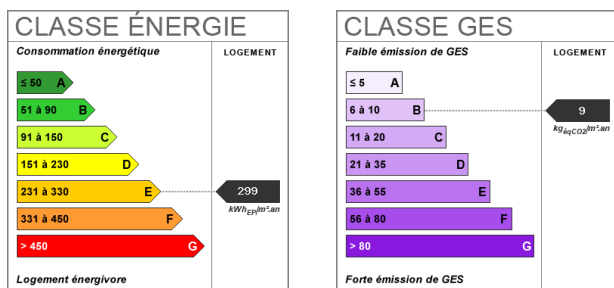 CLASSE ÉNERGIE
Consommation énergétique
LOGEMENT
≤ 50 A
51 à 90 B
91 à 150 C
151 à 230 D
231 à 330 E
299
kWhEP/m².an
331 à 450 F
> 450 G
Logement énergivore
CLASSE GES
Faible émission de GES
LOGEMENT
≤ 5 A
6 à 10 B
9
kgéqCO2/m².an
11 à 20 C
21 à 35 D
36 à 55 E
56 à 80 F
> 80 G
Forte émission de GES